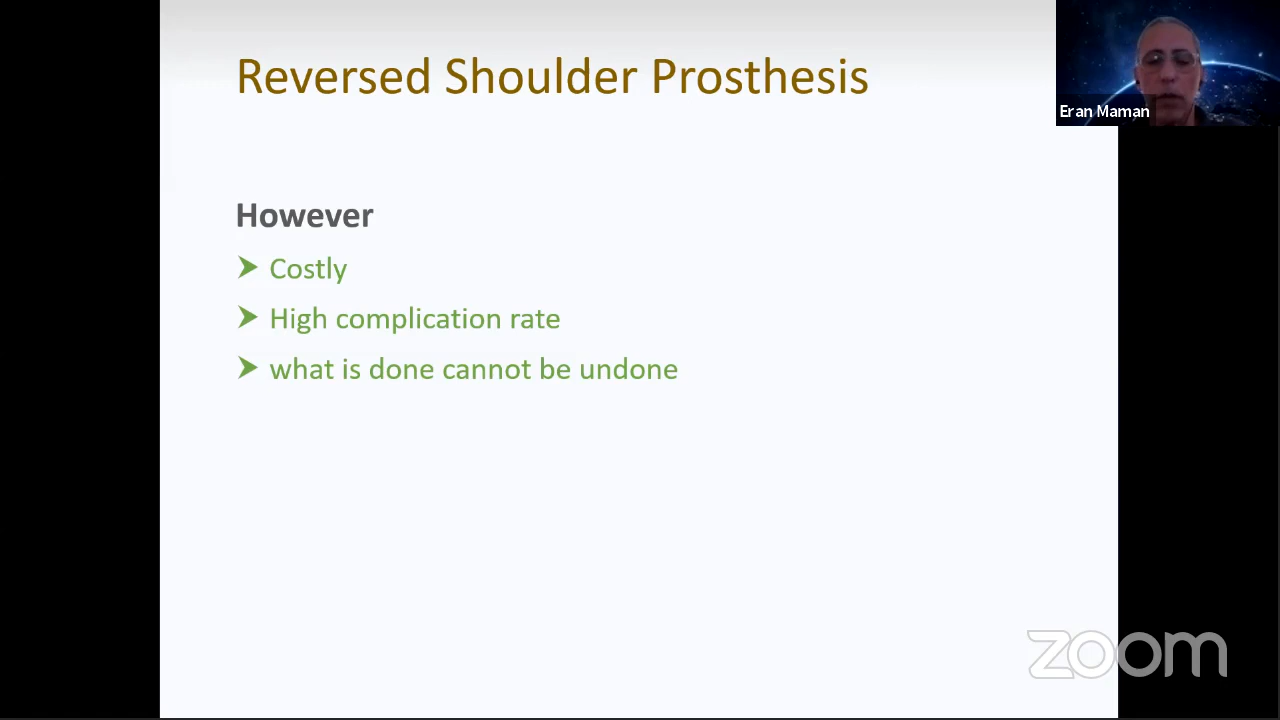 Reversed Shoulder Prosthesis
Eran Maman
However
Costly
High complication rate
what is done cannot be undone
zoom